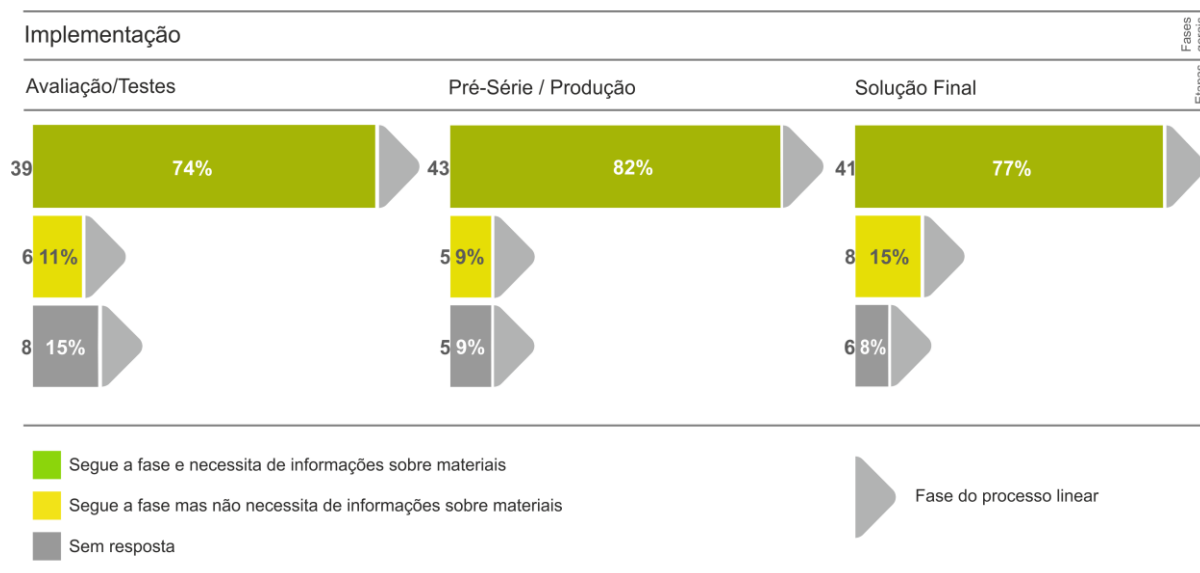 Implementação
Fases
Etapas
Avaliação/Testes
Pré-Série / Produção
Solução Final
39 74% 43 82% 41 77%
6 11% 5 9% 8 15%
8 15% 5 9% 6 8%
Segue a fase e necessita de informações sobre materiais
Segue a fase mas não necessita de informações sobre materiais
Sem resposta
Fase do processo linear